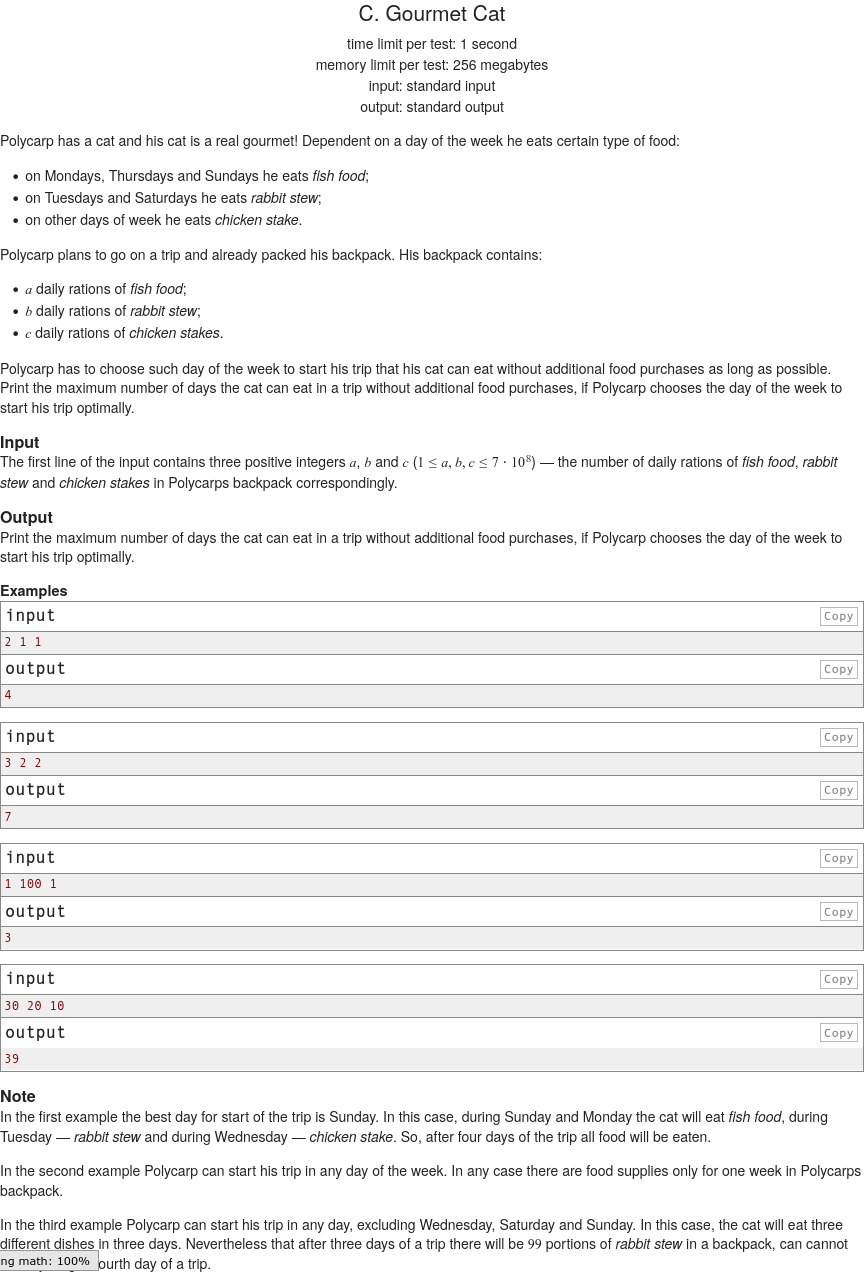 C. Gourmet Cat
time limit per test: 1 second
memory limit per test: 256 megabytes
input: standard input
output: standard output
Polycarp has a cat and his cat is a real gourmet! Dependent on a day of the week he eats certain type of food:
• on Mondays, Thursdays and Sundays he eats fish food;
• on Tuesdays and Saturdays he eats rabbit stew;
• on other days of week he eats chicken stake.
Polycarp plans to go on a trip and already packed his backpack. His backpack contains:
• a daily rations of fish food;
• b daily rations of rabbit stew;
• c daily rations of chicken stakes.
Polycarp has to choose such day of the week to start his trip that his cat can eat without additional food purchases as long as possible.
Print the maximum number of days the cat can eat in a trip without additional food purchases, if Polycarp chooses the day of the week to
start his trip optimally.
Input
The first line of the input contains three positive integers a, b and c (1 ≤ a, b, c ≤ 7 · 10⁸) — the number of daily rations of fish food, rabbit
stew and chicken stakes in Polycarps backpack correspondingly.
Output
Print the maximum number of days the cat can eat in a trip without additional food purchases, if Polycarp chooses the day of the week to
start his trip optimally.
Examples
input Copy
2 1 1
output Copy
4
input Copy
3 2 2
output Copy
7
input Copy
1 100 1
output Copy
3
input Copy
30 20 10
output Copy
39
Note
In the first example the best day for start of the trip is Sunday. In this case, during Sunday and Monday the cat will eat fish food, during
Tuesday — rabbit stew and during Wednesday — chicken stake. So, after four days of the trip all food will be eaten.
In the second example Polycarp can start his trip in any day of the week. In any case there are food supplies only for one week in Polycarps
backpack.
In the third example Polycarp can start his trip in any day, excluding Wednesday, Saturday and Sunday. In this case, the cat will eat three
different dishes in three days. Nevertheless that after three days of a trip there will be 99 portions of rabbit stew in a backpack, can cannot
ng math: 100% ourth day of a trip.